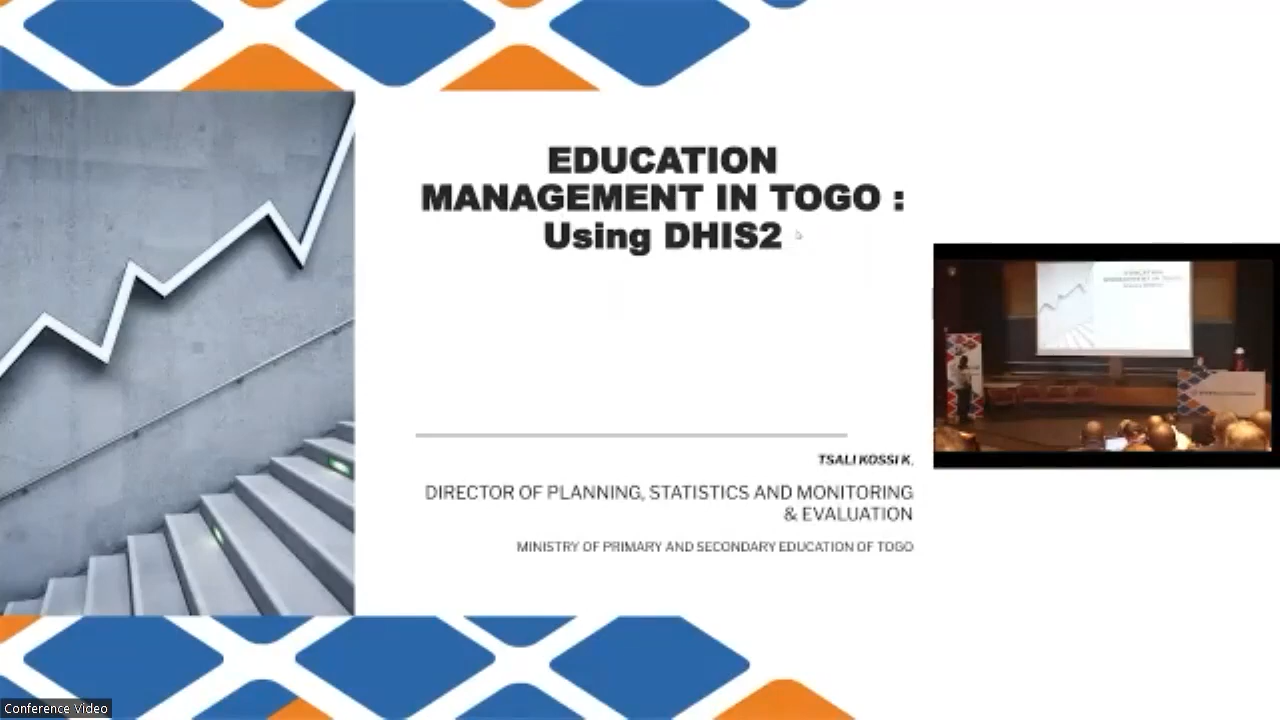 EDUCATION
MANAGEMENT IN TOGO :
Using DHIS2
TSALI KOSSI K,
DIRECTOR OF PLANNING, STATISTICS AND MONITORING
& EVALUATION
MINISTRY OF PRIMARY AND SECONDARY EDUCATION OF TOGO
Conference Video